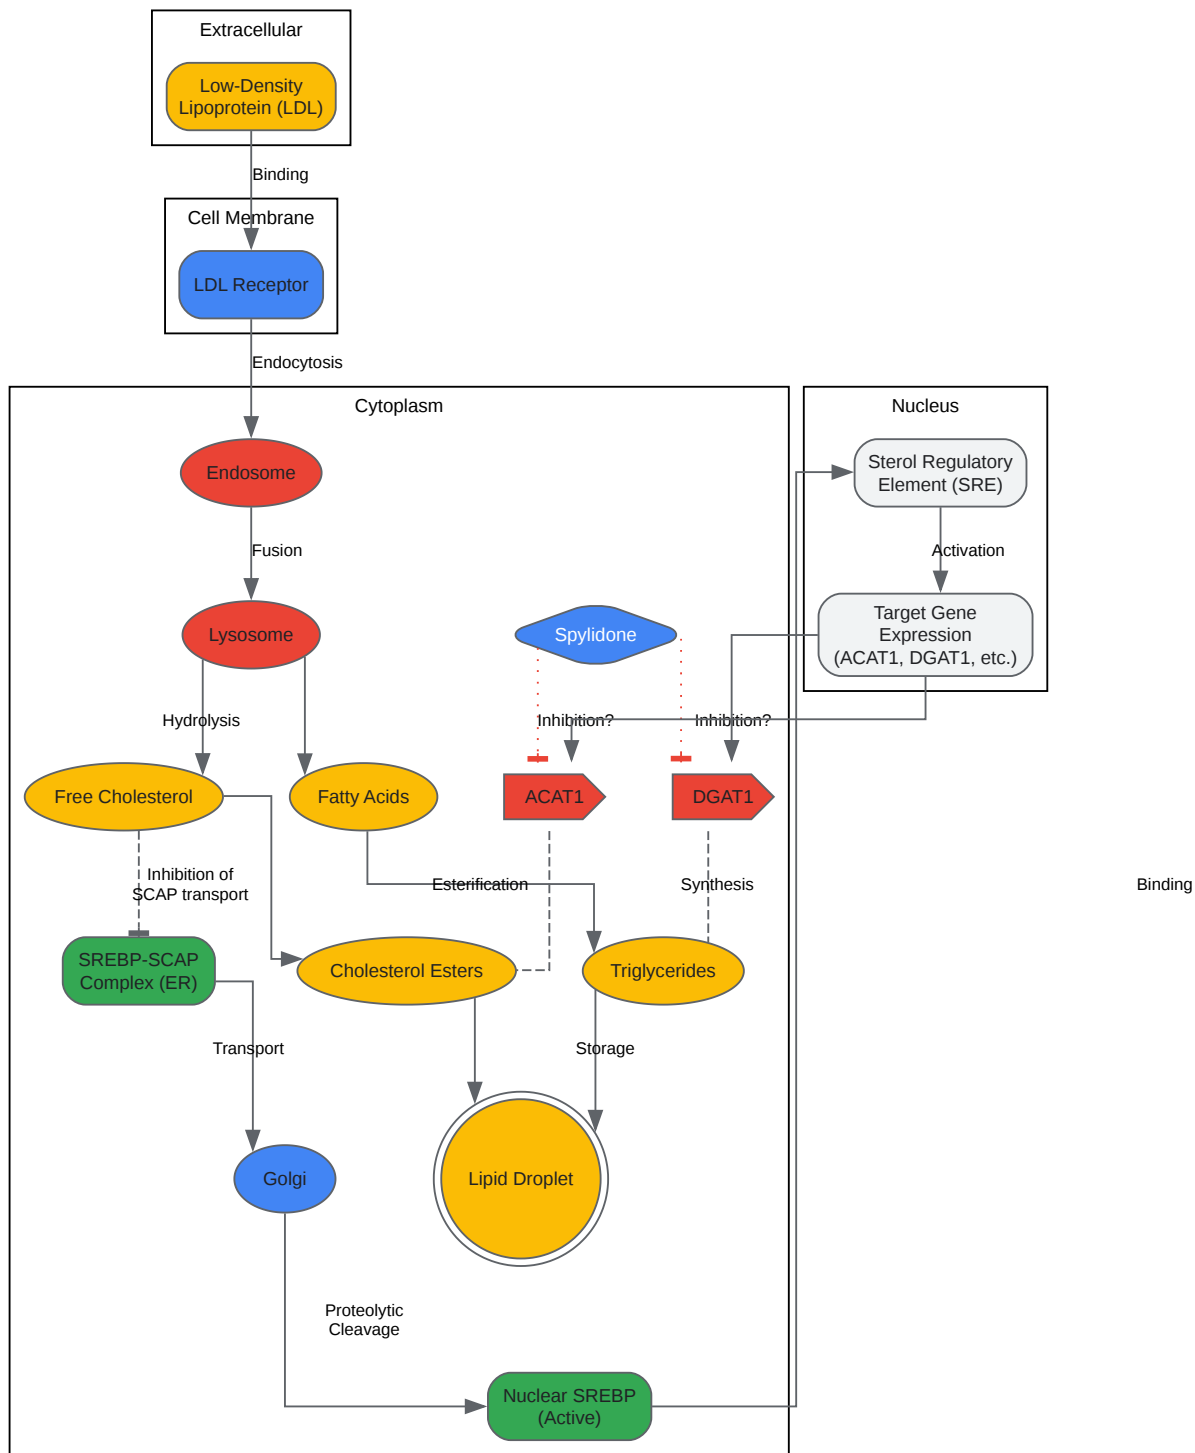 Extracellular
Low-Density
Lipoprotein (LDL)
Binding
Cell Membrane
LDL Receptor
Endocytosis
Cytoplasm
Nucleus
Endosome
Sterol Regulatory
Element (SRE)
Fusion
Activation
Lysosome
Spylidone
Target Gene
Expression
(ACAT1, DGAT1, etc.)
Hydrolysis
Inhibition?
Inhibition?
Free Cholesterol
Fatty Acids
ACAT1
DGAT1
Inhibition of
SCAP transport
Esterification
Synthesis
Binding
SREBP-SCAP
Complex (ER)
Cholesterol Esters
Triglycerides
Transport
Storage
Golgi
Lipid Droplet
Proteolytic
Cleavage
Nuclear SREBP
(Active)